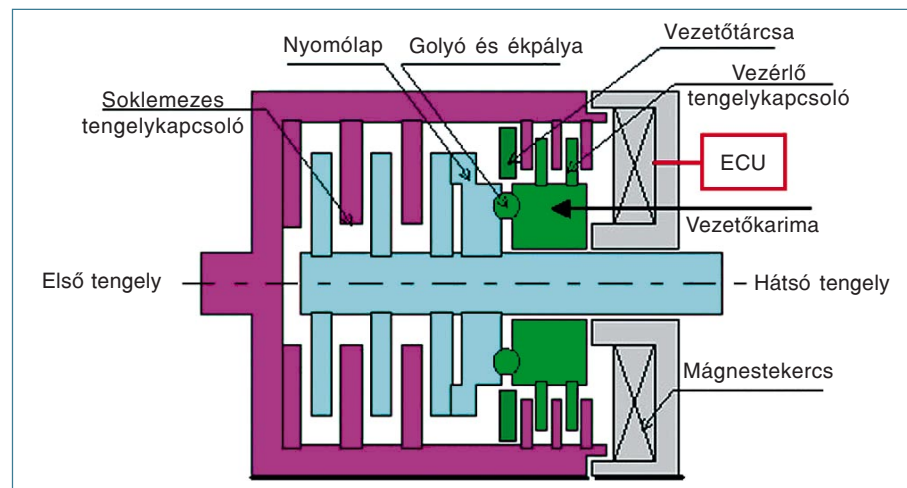 Nyomólap
Golyó és ékpálya
Vezetőtárcsa
Vezérlő
tengelykapcsoló
Soklemezes
tengelykapcsoló
ECU
Vezetőkarima
Első tengely
Hátsó tengely
Mágnestekercs